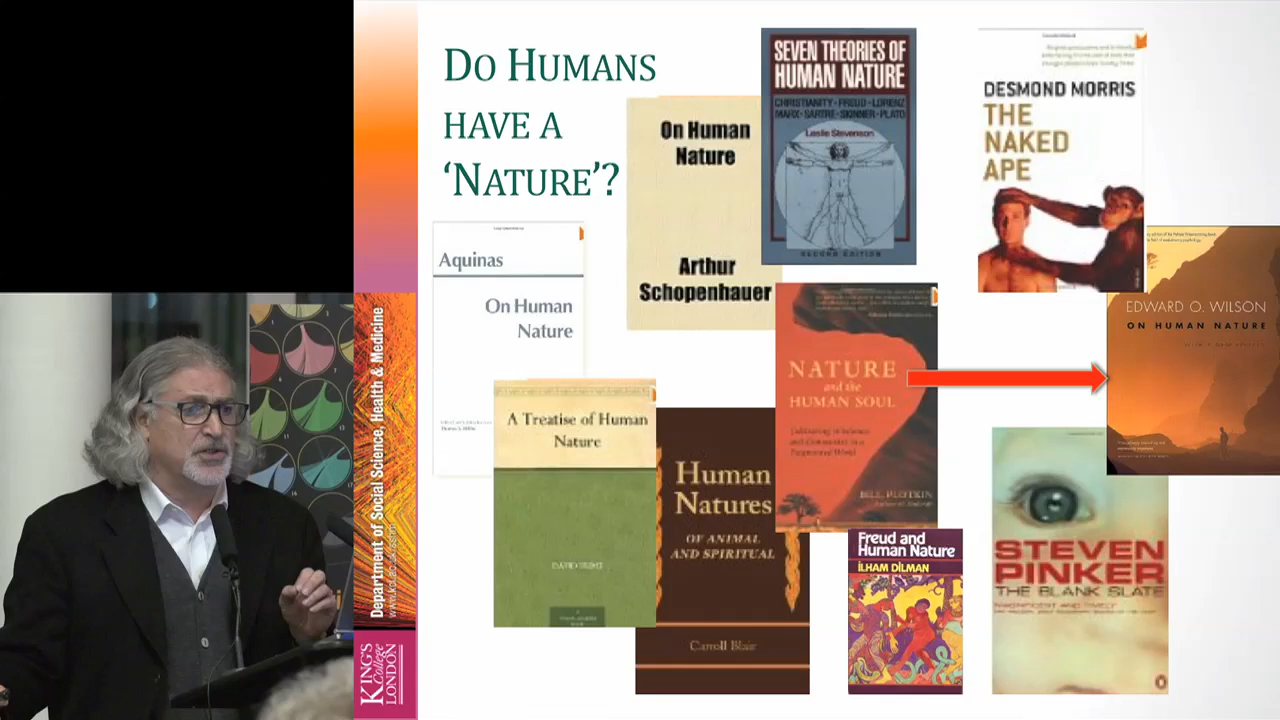 DO HUMANS
HAVE A
‘NATURE’?
On Human
Nature
Arthur
Schopenhauer
SEVEN THEORIES OF
HUMAN NATURE
CHRISTIANITY · FREUD · LORENZ
MARX · SARTRE · SKINNER · PLATO
Leslie Stevenson
SECOND EDITION
DESMOND MORRIS
THE
NAKED
APE
Aquinas
On Human
Nature
A Treatise of Human
Nature
DAVID HUME
Human
Natures
OF ANIMAL
AND SPIRITUAL
Carroll Blair
NATURE
and the
HUMAN SOUL
BILL PLOTKIN
EDWARD O. WILSON
ON HUMAN NATURE
Freud and
Human Nature
İLHAM DİLMAN
STEVEN
PINKER
THE BLANK SLATE
Department of Social Science, Health & Medicine
KING'S
College
LONDON